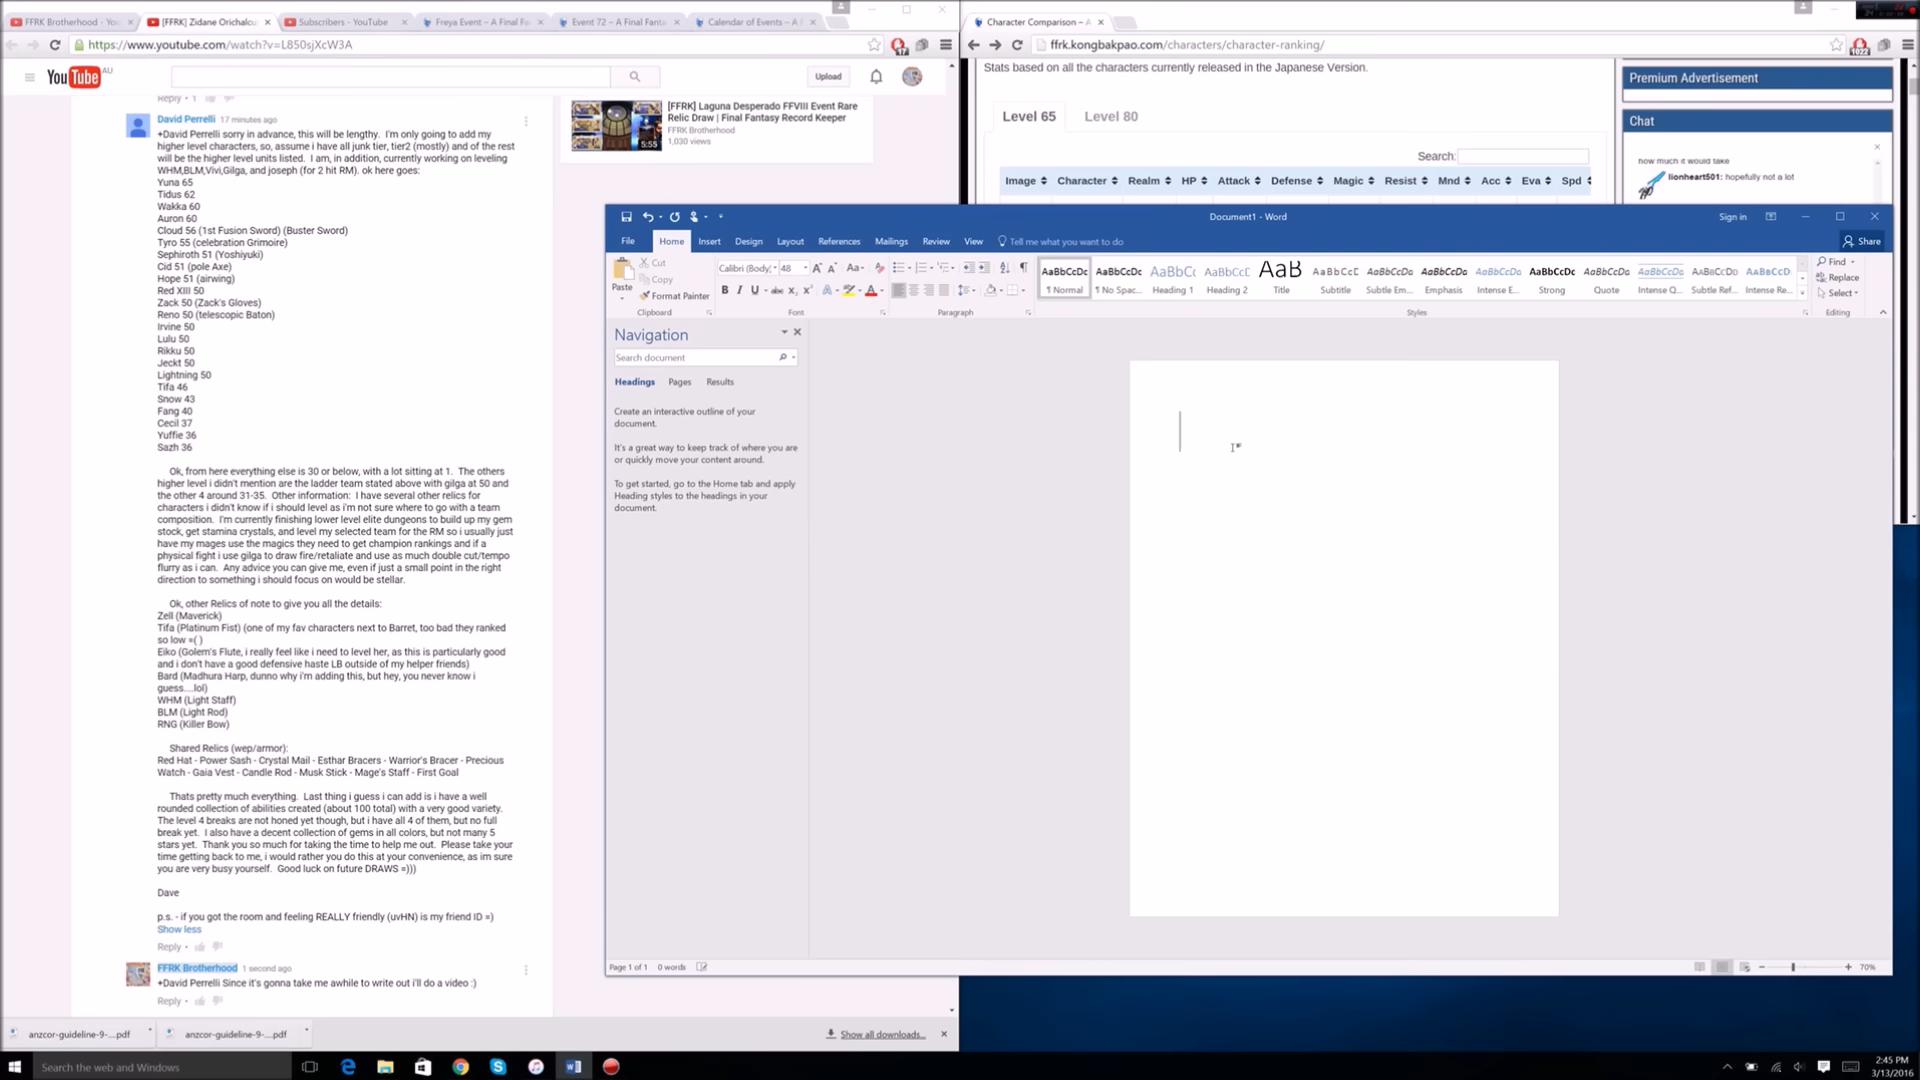 FFRK Brotherhood - You
[FFRK] Zidane Orichalcu
Subscribers - YouTube
Freya Event – A Final Fa
Event 72 – A Final Fanta
Calendar of Events – A
https://www.youtube.com/watch?v=L850sjXcW3A
17
YouTube AU
Upload
Reply • 1
David Perrelli 17 minutes ago
+David Perrelli sorry in advance, this will be lengthy. I'm only going to add my
higher level characters, so, assume i have all junk tier, tier2 (mostly) and of the rest
will be the higher level units listed. I am, in addition, currently working on leveling
WHM,BLM,Vivi,Gilga, and joseph (for 2 hit RM). ok here goes:
Yuna 65
Tidus 62
Wakka 60
Auron 60
Cloud 56 (1st Fusion Sword) (Buster Sword)
Tyro 55 (celebration Grimoire)
Sephiroth 51 (Yoshiyuki)
Cid 51 (pole Axe)
Hope 51 (airwing)
Red XIII 50
Zack 50 (Zack's Gloves)
Reno 50 (telescopic Baton)
Irvine 50
Lulu 50
Rikku 50
Jeckt 50
Lightning 50
Tifa 46
Snow 43
Fang 40
Cecil 37
Yuffie 36
Sazh 36
Ok, from here everything else is 30 or below, with a lot sitting at 1. The others
higher level i didn't mention are the ladder team stated above with gilga at 50 and
the other 4 around 31-35. Other information: I have several other relics for
characters i didn't know if i should level as i'm not sure where to go with a team
composition. I'm currently finishing lower level elite dungeons to build up my gem
stock, get stamina crystals, and level my selected team for the RM so i usually just
have my mages use the magics they need to get champion rankings and if a
physical fight i use gilga to draw fire/retaliate and use as much double cut/tempo
flurry as i can. Any advice you can give me, even if just a small point in the right
direction to something i should focus on would be stellar.
Ok, other Relics of note to give you all the details:
Zell (Maverick)
Tifa (Platinum Fist) (one of my fav characters next to Barret, too bad they ranked
so low =( )
Eiko (Golem's Flute, i really feel like i need to level her, as this is particularly good
and i don't have a good defensive haste LB outside of my helper friends)
Bard (Madhura Harp, dunno why i'm adding this, but hey, you never know i
guess....lol)
WHM (Light Staff)
BLM (Light Rod)
RNG (Killer Bow)
Shared Relics (wep/armor):
Red Hat - Power Sash - Crystal Mail - Esthar Bracers - Warrior's Bracer - Precious
Watch - Gaia Vest - Candle Rod - Musk Stick - Mage's Staff - First Goal
Thats pretty much everything. Last thing i guess i can add is i have a well
rounded collection of abilities created (about 100 total) with a very good variety.
The level 4 breaks are not honed yet though, but i have all 4 of them, but no full
break yet. I also have a decent collection of gems in all colors, but not many 5
stars yet. Thank you so much for taking the time to help me out. Please take your
time getting back to me, i would rather you do this at your convenience, as im sure
you are very busy yourself. Good luck on future DRAWS =)))
Dave
p.s. - if you got the room and feeling REALLY friendly (uvHN) is my friend ID =)
Show less
Reply •
FFRK Brotherhood 1 second ago
+David Perrelli Since it's gonna take me awhile to write out i'll do a video :)
Reply •
[FFRK] Laguna Desperado FFVIII Event Rare
Relic Draw | Final Fantasy Record Keeper
FFRK Brotherhood
1,030 views
5:55
Character Comparison – A
ffrk.kongbakpao.com/characters/character-ranking/
1022
Stats based on all the characters currently released in the Japanese Version.
Level 65
Level 80
Search:
Image Character Realm HP Attack Defense Magic Resist Mnd Acc Eva Spd
Premium Advertisement
Chat
how much it would take
lionheart501: hopefully not a lot
Document1 - Word
Sign in
File Home Insert Design Layout References Mailings Review View Tell me what you want to do
Share
Paste
Cut
Copy
Format Painter
Clipboard
Calibri (Body) 48
Font
Paragraph
AaBbCcDc ¶ Normal
AaBbCcDc ¶ No Spac...
AaBbCc Heading 1
AaBbCcE Heading 2
AaB Title
AaBbCcE Subtitle
AaBbCcDa Subtle Em...
AaBbCcDa Emphasis
AaBbCcDa Intense E...
AaBbCcDc Strong
AaBbCcDa Quote
AaBbCcDa Intense Q...
AaBbCcDd Subtle Ref...
AaBbCcD Intense Re...
Styles
Find
Replace
Select
Editing
Navigation
Search document
Headings Pages Results
Create an interactive outline of your
document.
It's a great way to keep track of where you are
or quickly move your content around.
To get started, go to the Home tab and apply
Heading styles to the headings in your
document.
Page 1 of 1 0 words
70%
anzcor-guideline-9-....pdf
anzcor-guideline-9-....pdf
Show all downloads...
Search the web and Windows
2:45 PM
3/13/2016